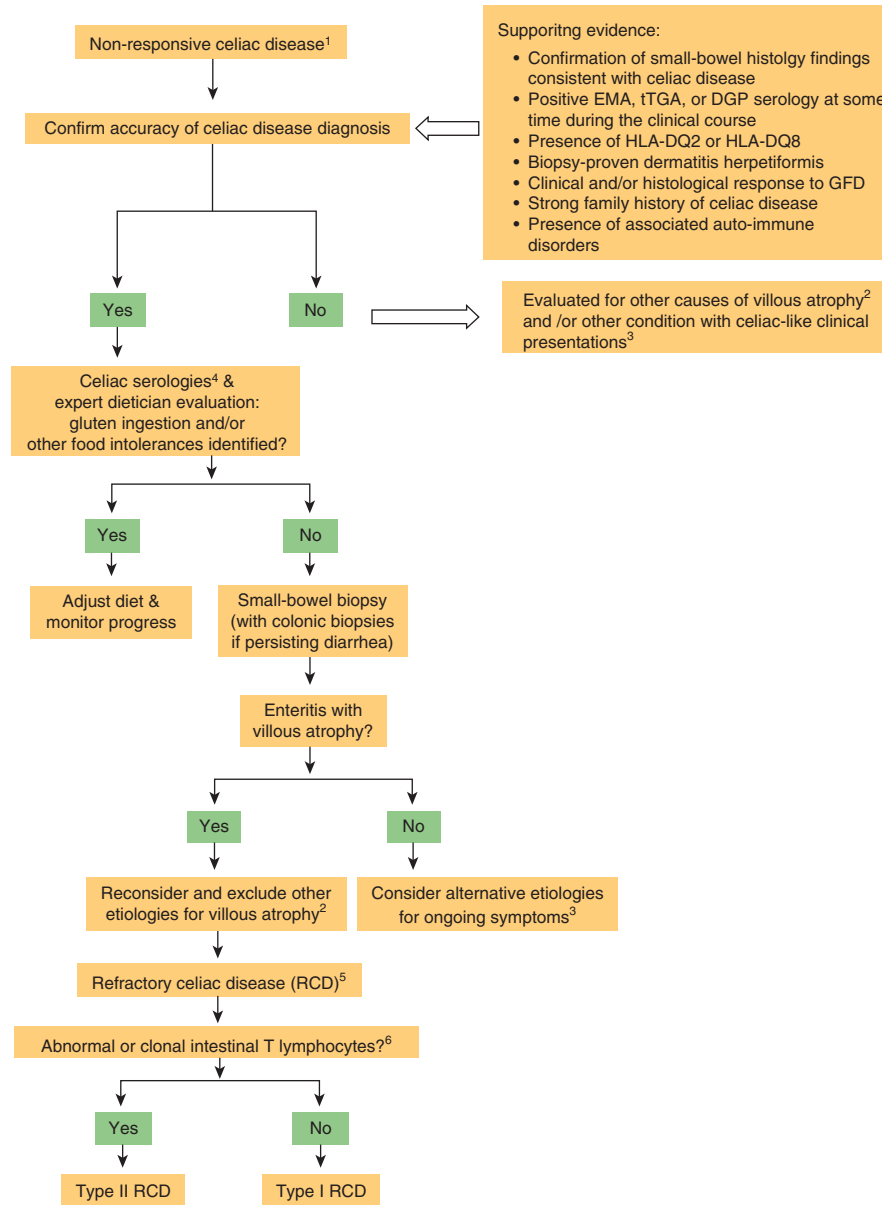 Non-responsive celiac disease¹
Supporitng evidence:
• Confirmation of small-bowel histolgy findings
consistent with celiac disease
• Positive EMA, tTGA, or DGP serology at some
time during the clinical course
• Presence of HLA-DQ2 or HLA-DQ8
• Biopsy-proven dermatitis herpetiformis
• Clinical and/or histological response to GFD
• Strong family history of celiac disease
• Presence of associated auto-immune
disorders
Confirm accuracy of celiac disease diagnosis
Yes
No
Evaluated for other causes of villous atrophy²
and /or other condition with celiac-like clinical
presentations³
Celiac serologies⁴ &
expert dietician evaluation:
gluten ingestion and/or
other food intolerances identified?
Yes
No
Adjust diet &
monitor progress
Small-bowel biopsy
(with colonic biopsies
if persisting diarrhea)
Enteritis with
villous atrophy?
Yes
No
Reconsider and exclude other
etiologies for villous atrophy²
Consider alternative etiologies
for ongoing symptoms³
Refractory celiac disease (RCD)⁵
Abnormal or clonal intestinal T lymphocytes?⁶
Yes
No
Type II RCD
Type I RCD